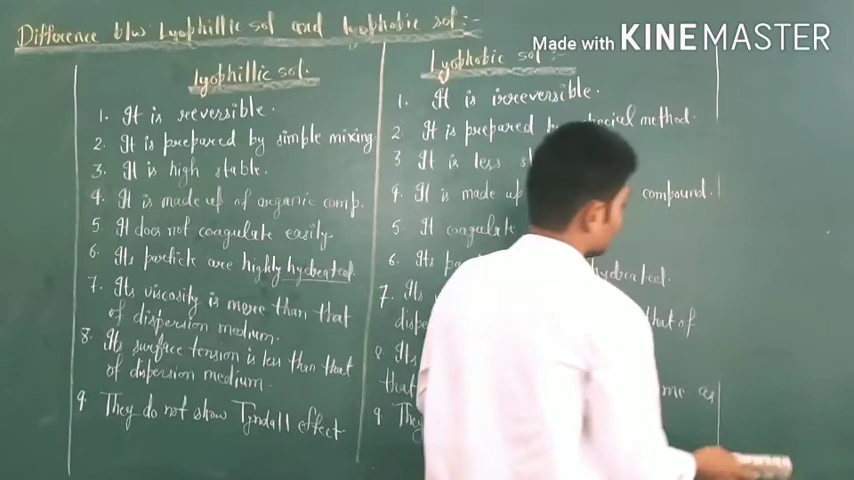 Difference b/w Lyophillic sol and lyophobic sol:-
Made with KINEMASTER
lyophillic sol.
1. It is reversible.
2. It is prepared by simple mixing
3. It is high stable.
4. It is made up of organic comp.
5. It does not coagulate easily.
6. Its particle are highly hydreated.
7. Its viscosity is more than that
of dispersion medium.
8. Its surface tension is less than that
of dispersion medium.
9 They do not show Tyndall effect
Lyophobic sol:-
1. It is irreversible.
2 It is prepared by special method.
3 It is less
4. It is made up compound.
5. It coagulate
6. Its hydreated.
7. Its
that of
8 Its
that me as
9 They